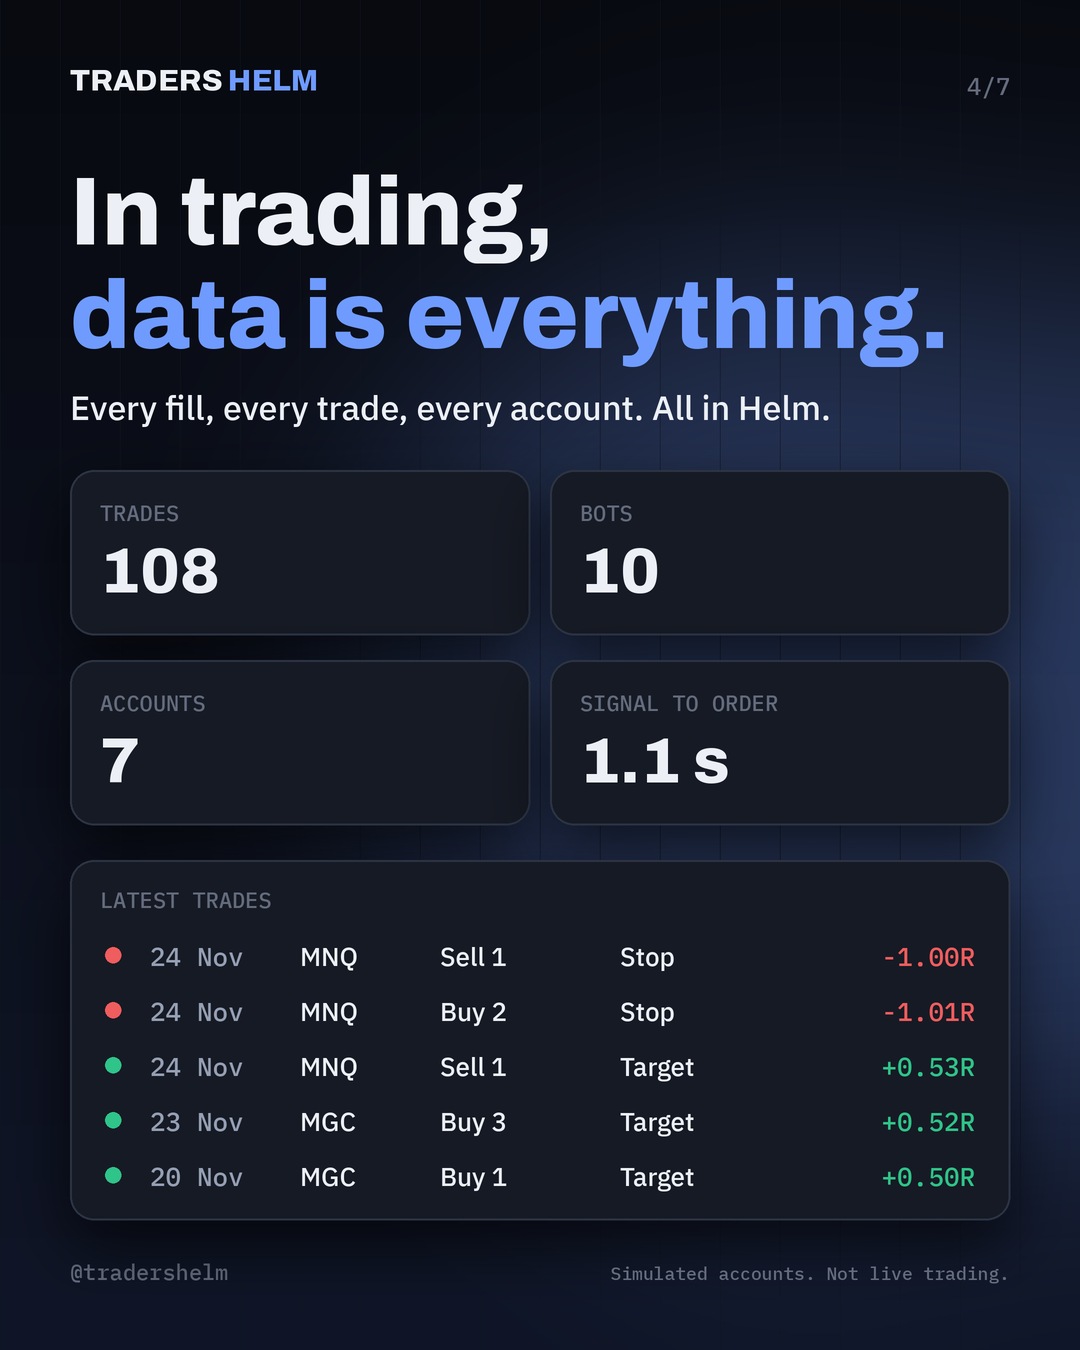 TRADERS HELM
4/7
In trading,
data is everything.
Every fill, every trade, every account. All in Helm.
TRADES
108
BOTS
10
ACCOUNTS
7
SIGNAL TO ORDER
1.1 s
LATEST TRADES
24 Nov MNQ Sell 1 Stop -1.00R
24 Nov MNQ Buy 2 Stop -1.01R
24 Nov MNQ Sell 1 Target +0.53R
23 Nov MGC Buy 3 Target +0.52R
20 Nov MGC Buy 1 Target +0.50R
@tradershelm
Simulated accounts. Not live trading.